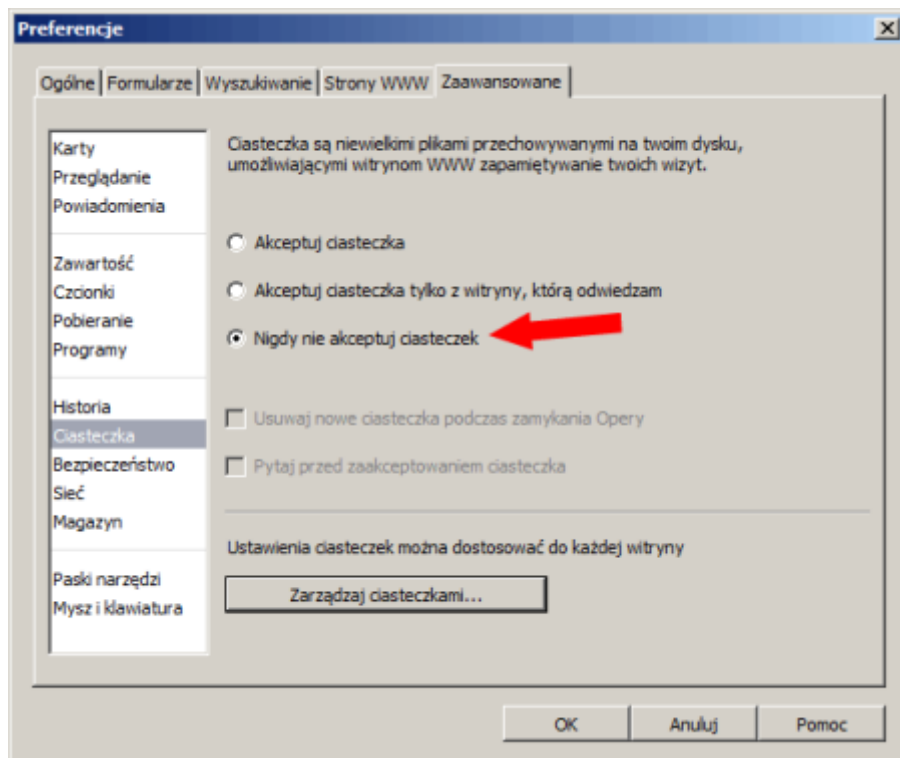 Preferencje
Ogólne Formularze Wyszukiwanie Strony WWW Zaawansowane
Karty
Przeglądanie
Powiadomienia
Zawartość
Czcionki
Pobieranie
Programy
Historia
Ciasteczka
Bezpieczeństwo
Sieć
Magazyn
Paski narzędzi
Mysz i klawiatura
Ciasteczka są niewielkimi plikami przechowywanymi na twoim dysku,
umożliwiającymi witrynom WWW zapamiętywanie twoich wizyt.
Akceptuj ciasteczka
Akceptuj ciasteczka tylko z witryny, którą odwiedzam
Nigdy nie akceptuj ciasteczek
Usuwaj nowe ciasteczka podczas zamykania Opery
Pytaj przed zaakceptowaniem ciasteczka
Ustawienia ciasteczek można dostosować do każdej witryny
Zarządzaj ciasteczkami...
OK Anuluj Pomoc